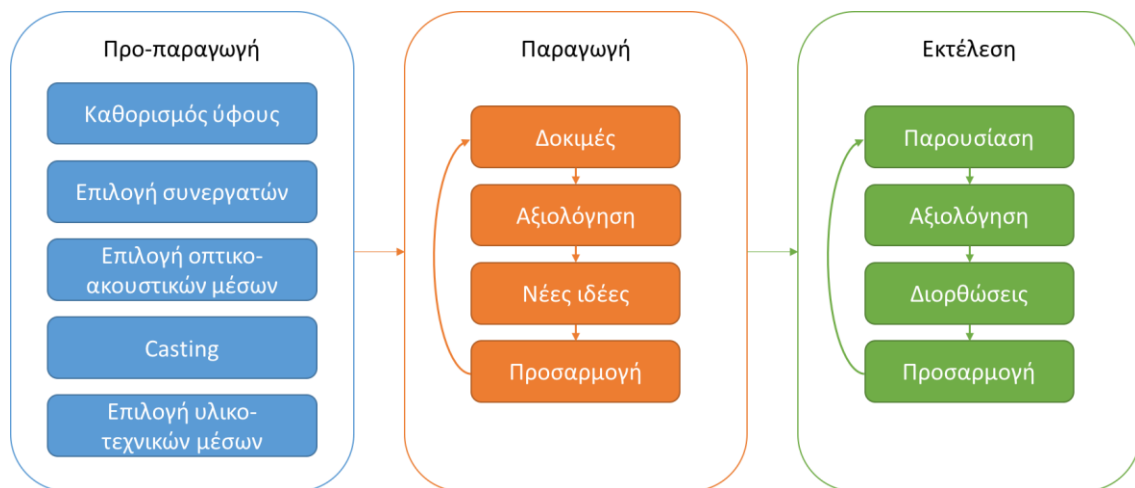 Προ-παραγωγή
Καθορισμός ύφους
Επιλογή συνεργατών
Επιλογή οπτικο-
ακουστικών μέσων
Casting
Επιλογή υλικο-
τεχνικών μέσων
Παραγωγή
Δοκιμές
Αξιολόγηση
Νέες ιδέες
Προσαρμογή
Εκτέλεση
Παρουσίαση
Αξιολόγηση
Διορθώσεις
Προσαρμογή